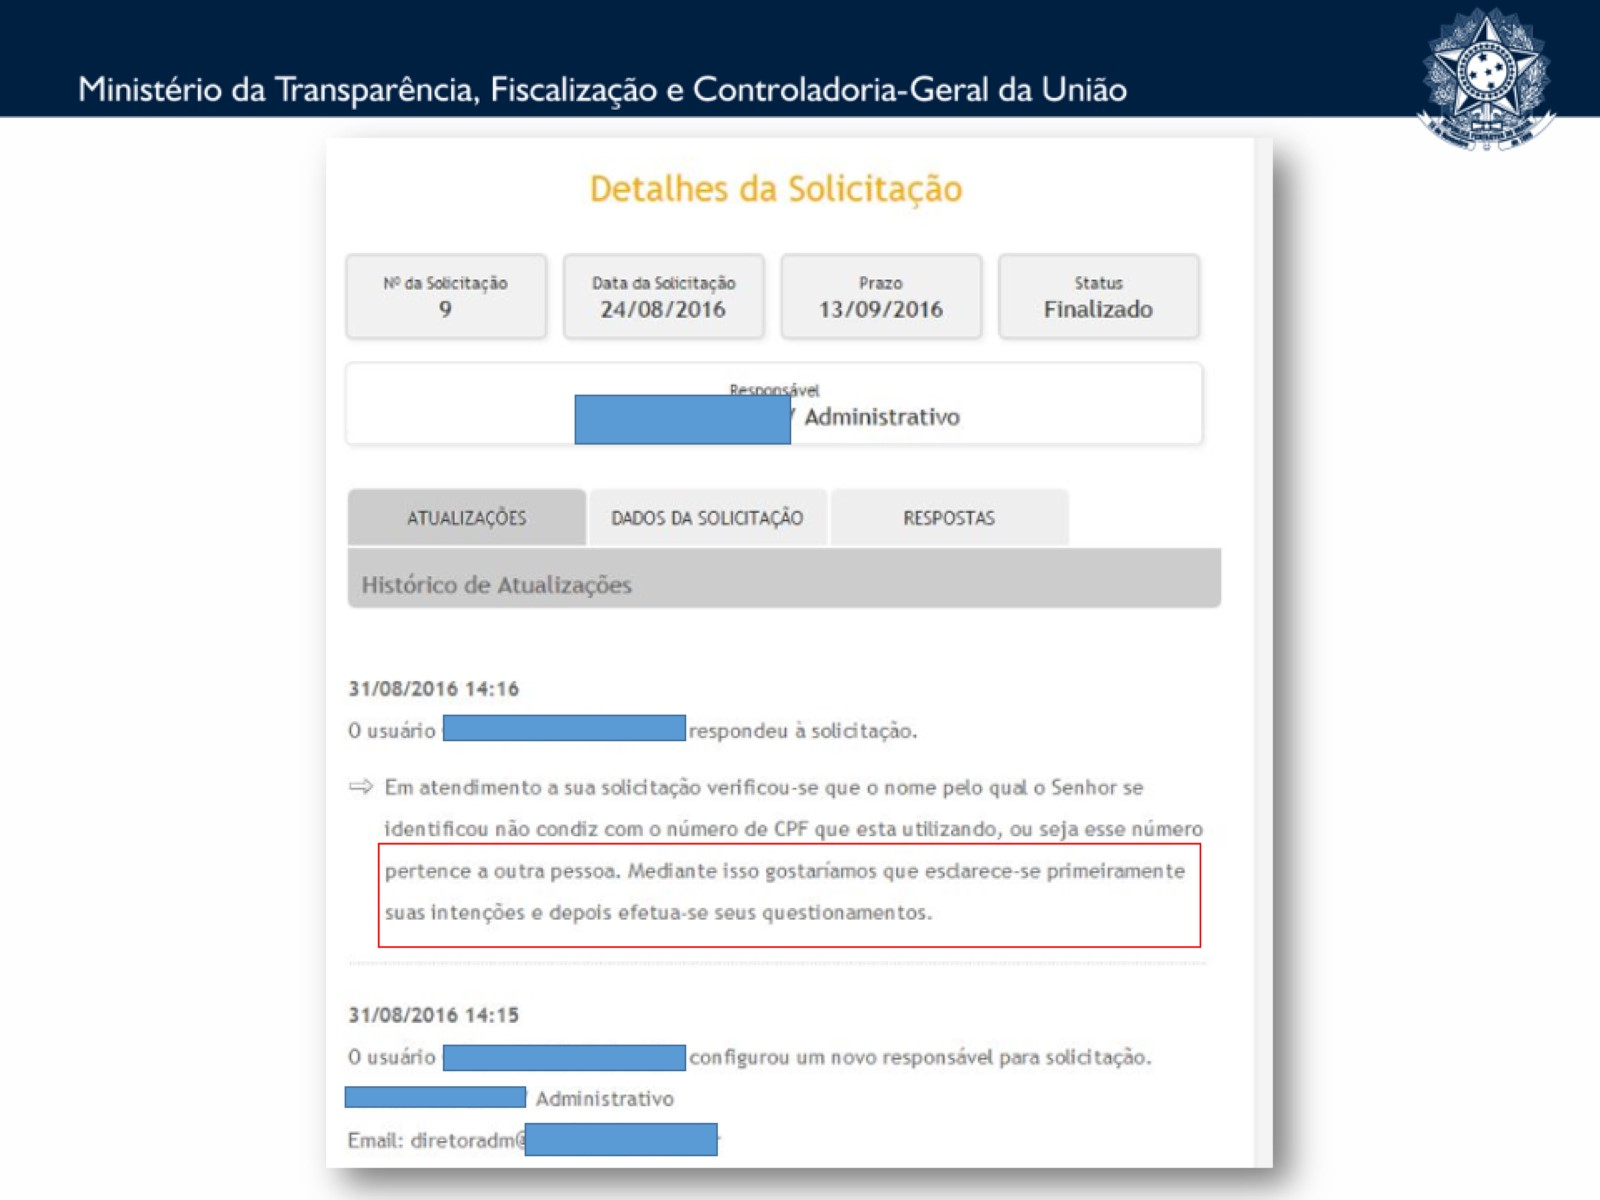 Ministério da Transparência, Fiscalização e Controladoria-Geral da União
Detalhes da Solicitação
Nº da Solicitação
9
Data da Solicitação
24/08/2016
Prazo
13/09/2016
Status
Finalizado
Responsável
/ Administrativo
ATUALIZAÇÕES
DADOS DA SOLICITAÇÃO
RESPOSTAS
Histórico de Atualizações
31/08/2016 14:16
O usuário respondeu à solicitação.
⇨ Em atendimento a sua solicitação verificou-se que o nome pelo qual o Senhor se
identificou não condiz com o número de CPF que esta utilizando, ou seja esse número
pertence a outra pessoa. Mediante isso gostaríamos que esclarece-se primeiramente
suas intenções e depois efetua-se seus questionamentos.
31/08/2016 14:15
O usuário configurou um novo responsável para solicitação.
/ Administrativo
Email: diretoradm@